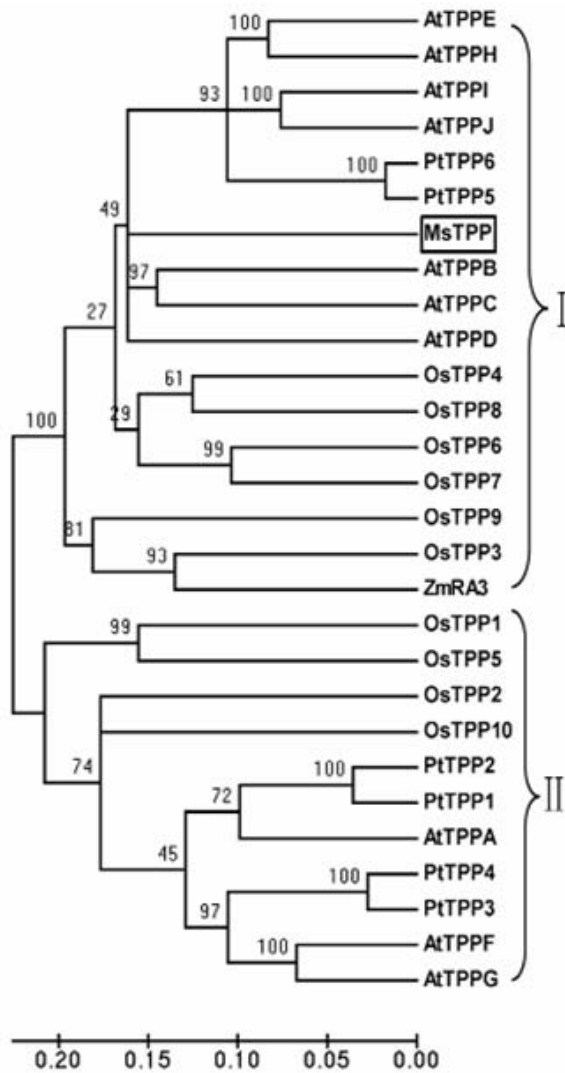 100 AtTPPE
AtTPPH
93 100 AtTPPI
AtTPPJ
100 PtTPP6
PtTPP5
49 MsTPP
97 AtTPPB
AtTPPC
I
27 AtTPPD
61 OsTPP4
29 OsTPP8
100 99 OsTPP6
OsTPP7
81 OsTPP9
93 OsTPP3
ZmRA3
99 OsTPP1
OsTPP5
OsTPP2
OsTPP10
74 100 PtTPP2
72 PtTPP1
II
AtTPPA
45 100 PtTPP4
97 PtTPP3
100 AtTPPF
AtTPPG
0.20 0.15 0.10 0.05 0.00